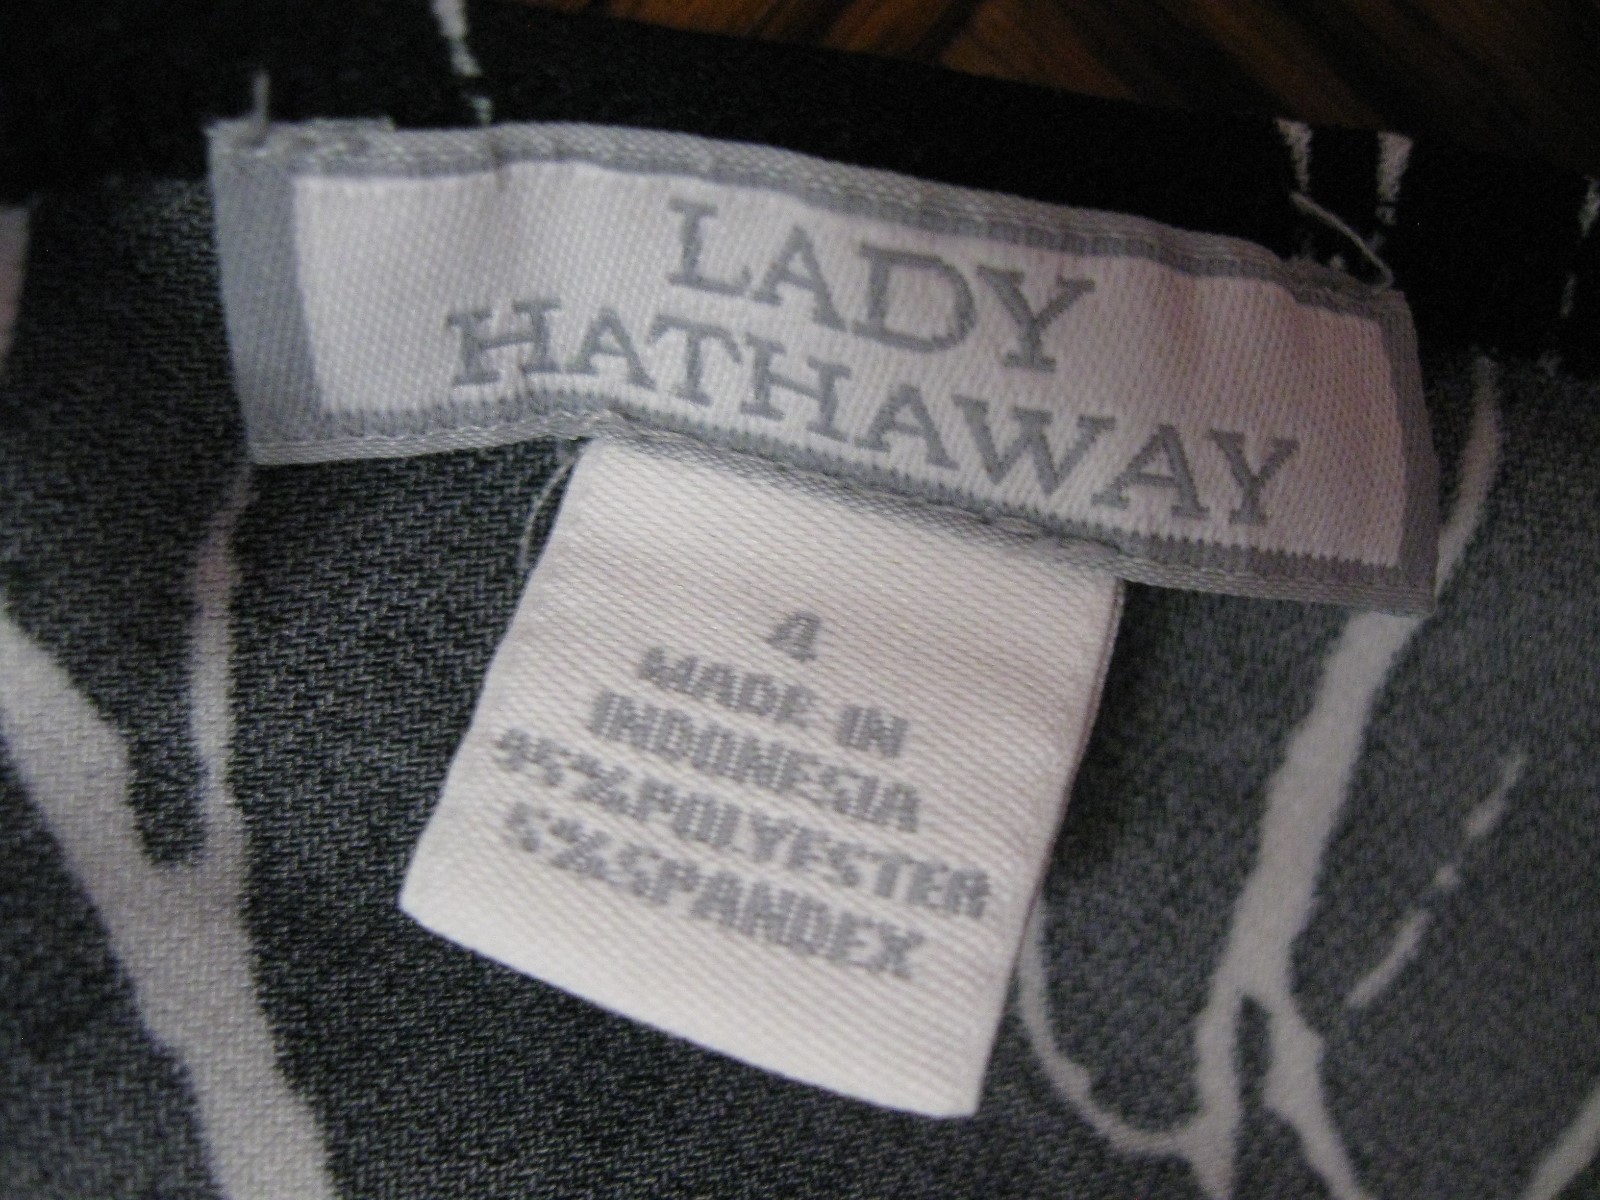 LADY
HATHAWAY
4
MADE IN
INDONESIA
95%POLYESTER
5%SPANDEX